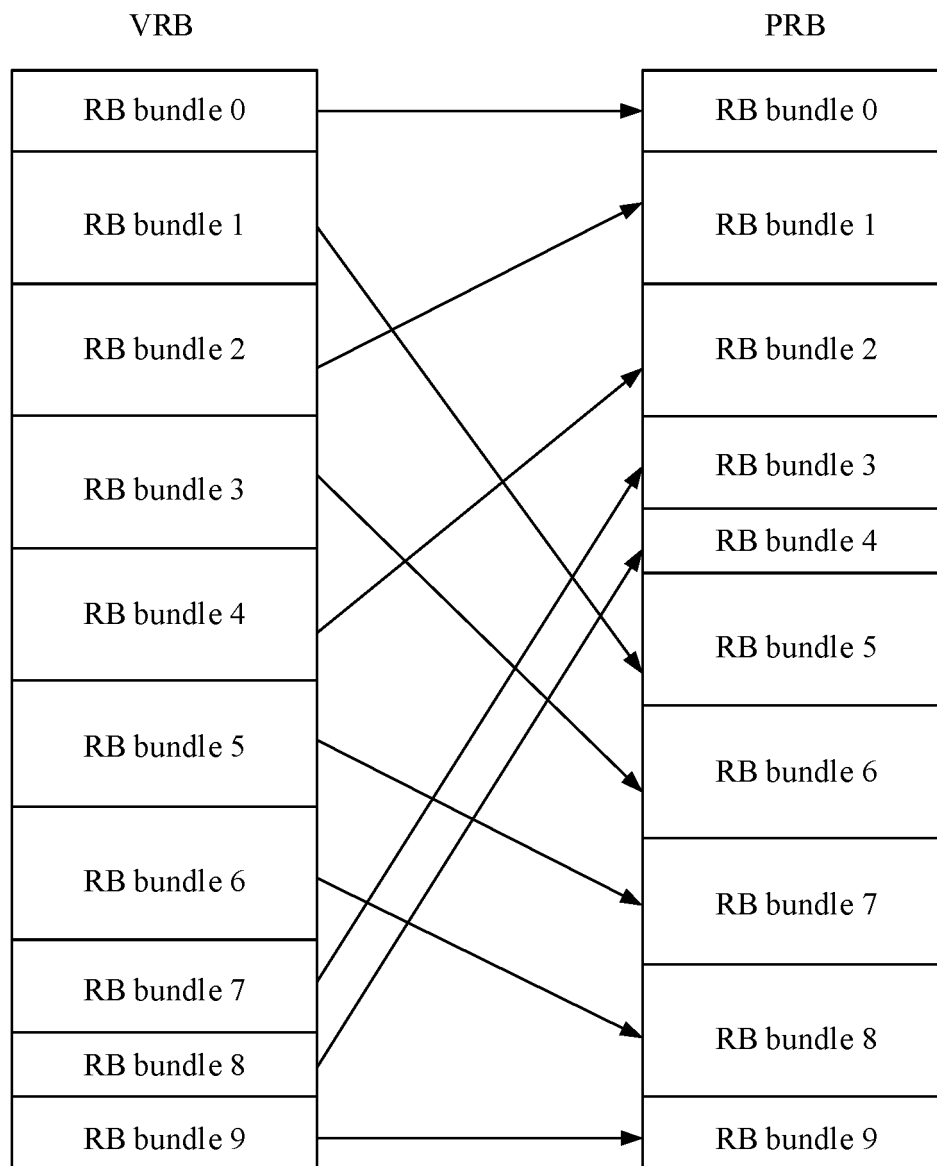 VRB
PRB
RB bundle 0
RB bundle 0
RB bundle 1
RB bundle 1
RB bundle 2
RB bundle 2
RB bundle 3
RB bundle 3
RB bundle 4
RB bundle 4
RB bundle 5
RB bundle 5
RB bundle 6
RB bundle 6
RB bundle 7
RB bundle 7
RB bundle 8
RB bundle 8
RB bundle 9
RB bundle 9